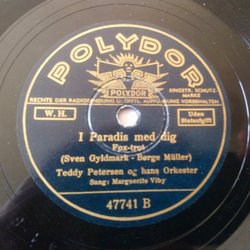 POLYDOR
POLYDOR
EINGETR. SCHUTZ-
MARKE
RECHTE DER RADIOSENDUNG U. ÖFFTL. AUFFÜHRUNG VORBEHALTEN
W. H.
Uden
Statsafgift
I Paradis med dig
Fox-trot
(Sven Gyldmark - Børge Müller)
Teddy Petersen og hans Orkester
Sang: Marguerite Viby
47741 B